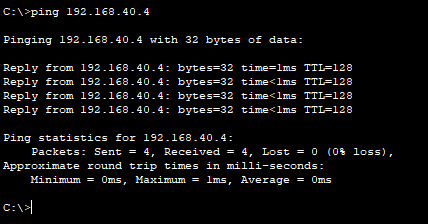 C:\>ping 192.168.40.4
Pinging 192.168.40.4 with 32 bytes of data:
Reply from 192.168.40.4: bytes=32 time=1ms TTL=128
Reply from 192.168.40.4: bytes=32 time<1ms TTL=128
Reply from 192.168.40.4: bytes=32 time<1ms TTL=128
Reply from 192.168.40.4: bytes=32 time<1ms TTL=128
Ping statistics for 192.168.40.4:
Packets: Sent = 4, Received = 4, Lost = 0 (0% loss),
Approximate round trip times in milli-seconds:
Minimum = 0ms, Maximum = 1ms, Average = 0ms
C:\>